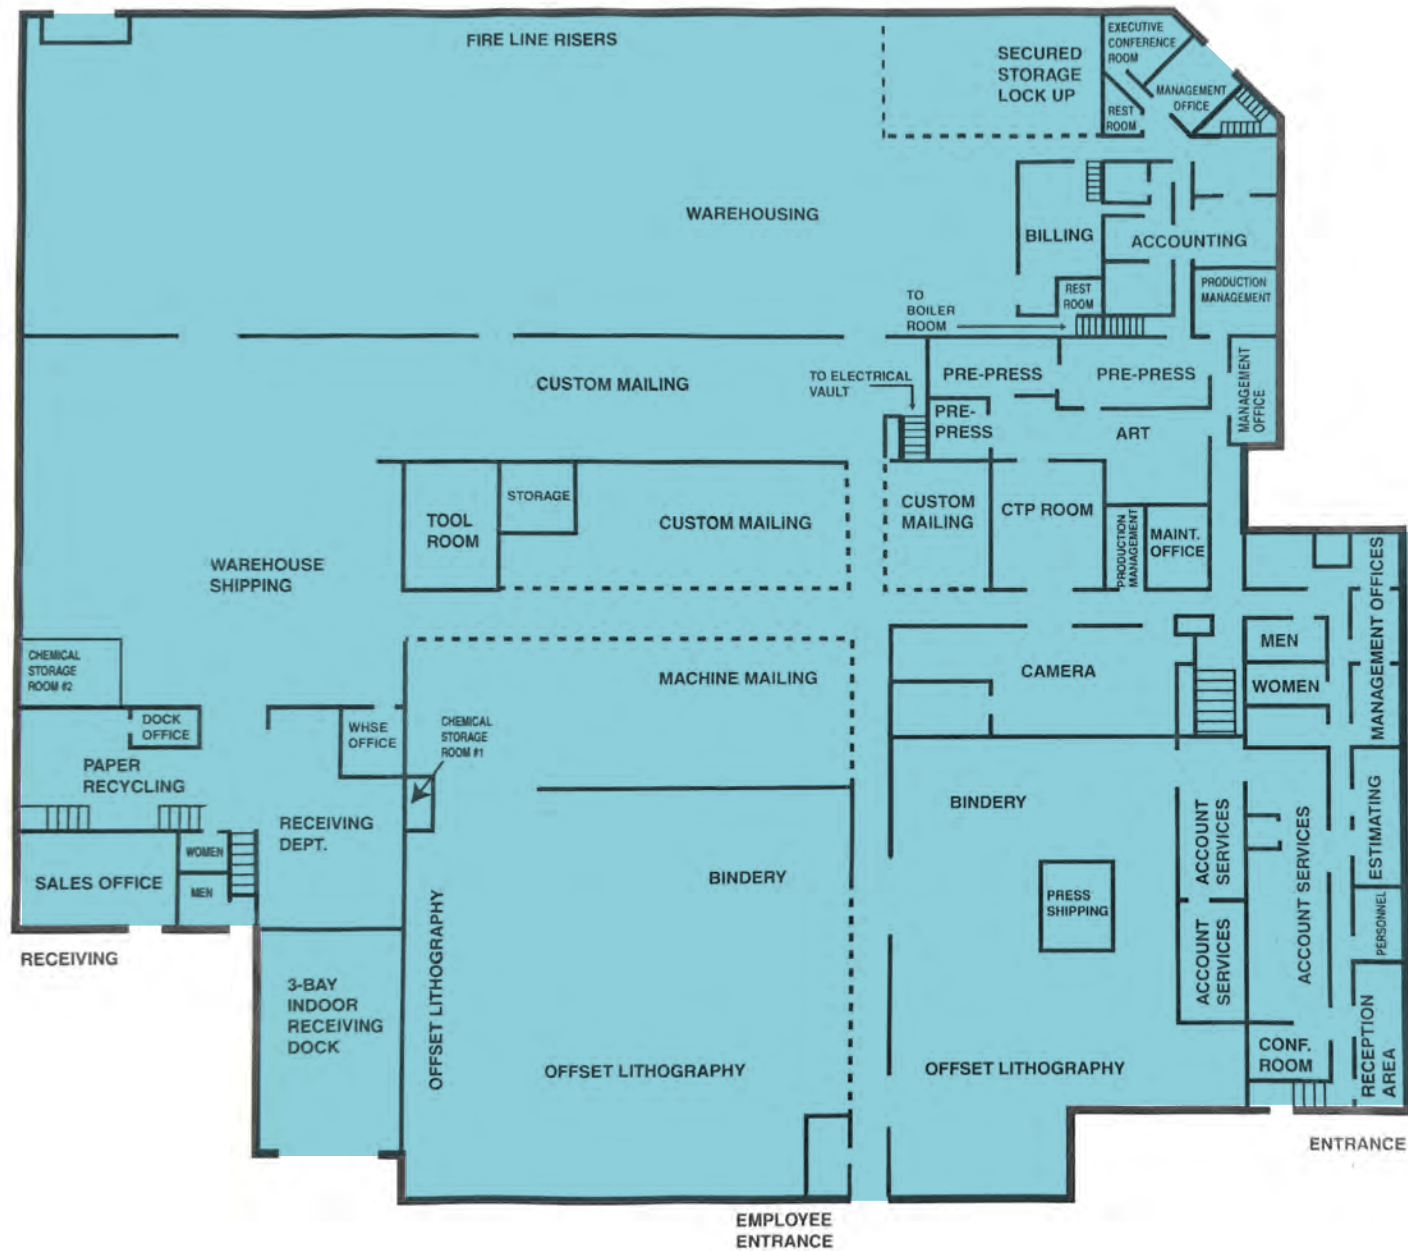 FIRE LINE RISERS
SECURED
STORAGE
LOCK UP
EXECUTIVE
CONFERENCE
ROOM
MANAGEMENT
OFFICE
REST
ROOM
WAREHOUSING
BILLING
ACCOUNTING
REST
ROOM
PRODUCTION
MANAGEMENT
TO
BOILER
ROOM
CUSTOM MAILING
TO ELECTRICAL
VAULT
PRE-PRESS
PRE-PRESS
MANAGEMENT
OFFICE
PRE-
PRESS
ART
TOOL
ROOM
STORAGE
CUSTOM MAILING
CUSTOM
MAILING
CTP ROOM
PRODUCTION
MANAGEMENT
MAINT.
OFFICE
WAREHOUSE
SHIPPING
MANAGEMENT OFFICES
MEN
WOMEN
CHEMICAL
STORAGE
ROOM #2
MACHINE MAILING
CAMERA
DOCK
OFFICE
WHSE
OFFICE
CHEMICAL
STORAGE
ROOM #1
PAPER
RECYCLING
RECEIVING
DEPT.
BINDERY
ACCOUNT
SERVICES
ACCOUNT SERVICES
ESTIMATING
WOMEN
MEN
SALES OFFICE
BINDERY
PRESS
SHIPPING
PERSONNEL
RECEIVING
3-BAY
INDOOR
RECEIVING
DOCK
OFFSET LITHOGRAPHY
ACCOUNT
SERVICES
OFFSET LITHOGRAPHY
OFFSET LITHOGRAPHY
CONF.
ROOM
RECEPTION
AREA
ENTRANCE
EMPLOYEE
ENTRANCE